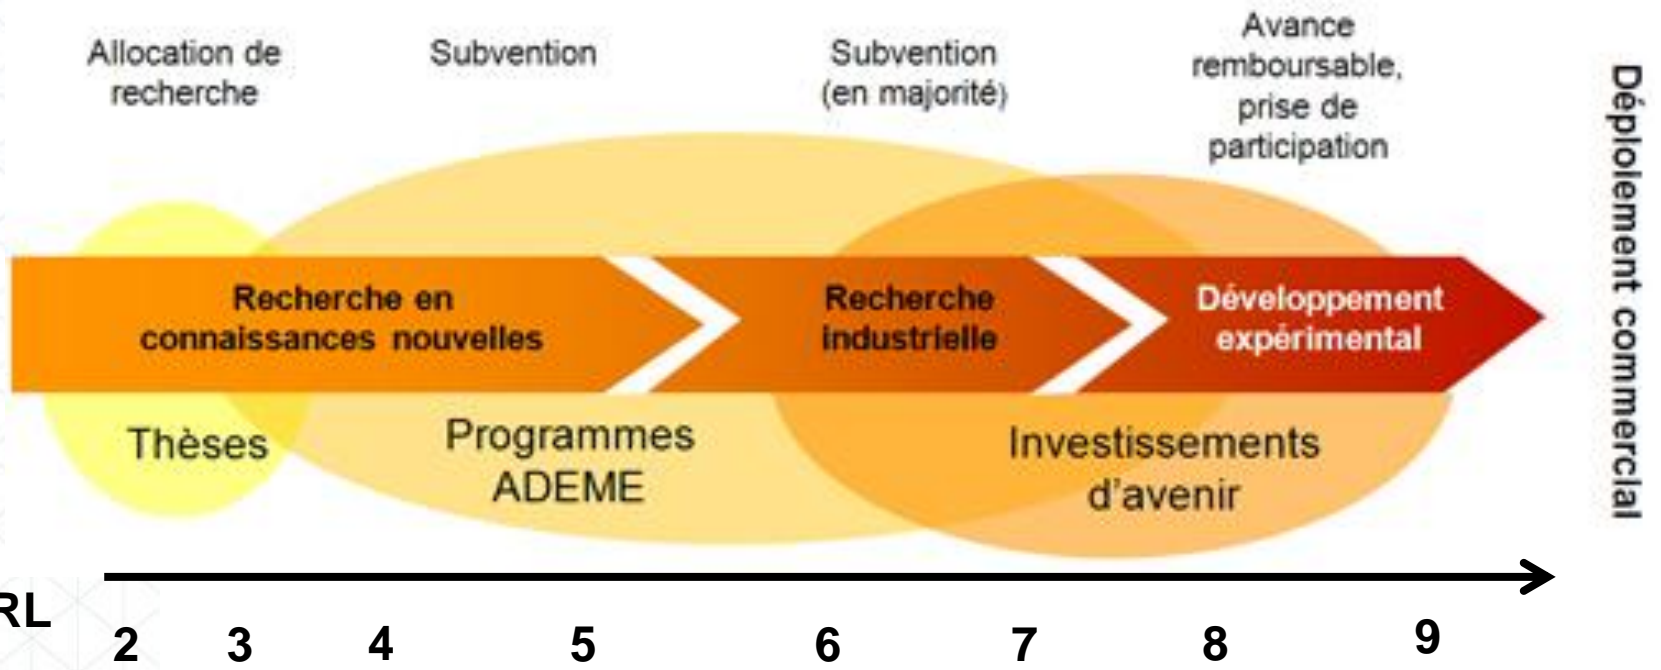 Allocation de
recherche
Subvention
Subvention
(en majorité)
Avance
remboursable,
prise de
participation
Déploiement commercial
Recherche en
connaissances nouvelles
Recherche
industrielle
Développement
expérimental
Thèses
Programmes
ADEME
Investissements
d'avenir
RL
2 3 4 5 6 7 8 9